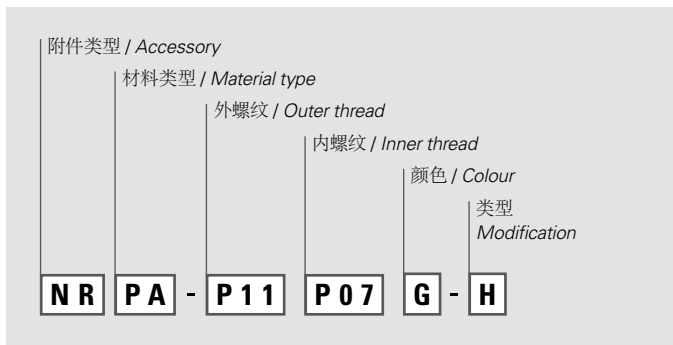 附件类型 / Accessory
材料类型 / Material type
外螺纹 / Outer thread
内螺纹 / Inner thread
颜色 / Colour
类型
Modification
NR PA - P11 P07 G - H